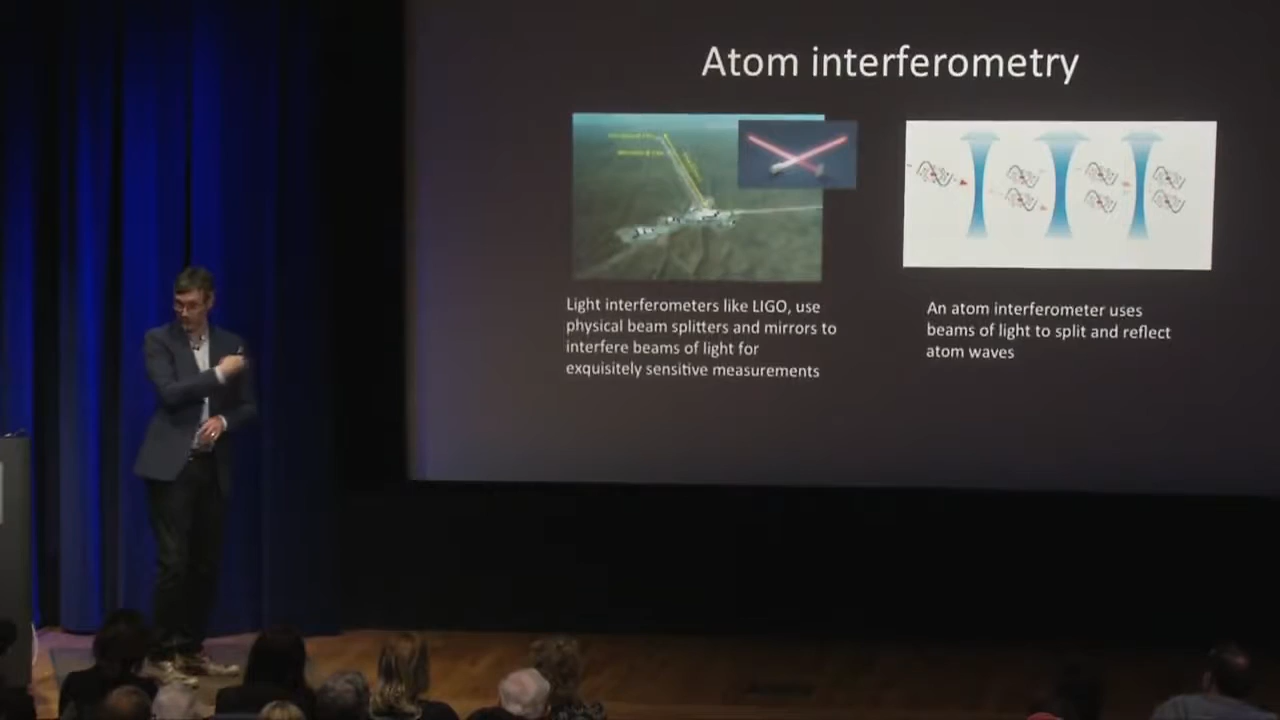 Atom interferometry
Light interferometers like LIGO, use
physical beam splitters and mirrors to
interfere beams of light for
exquisitely sensitive measurements
An atom interferometer uses
beams of light to split and reflect
atom waves